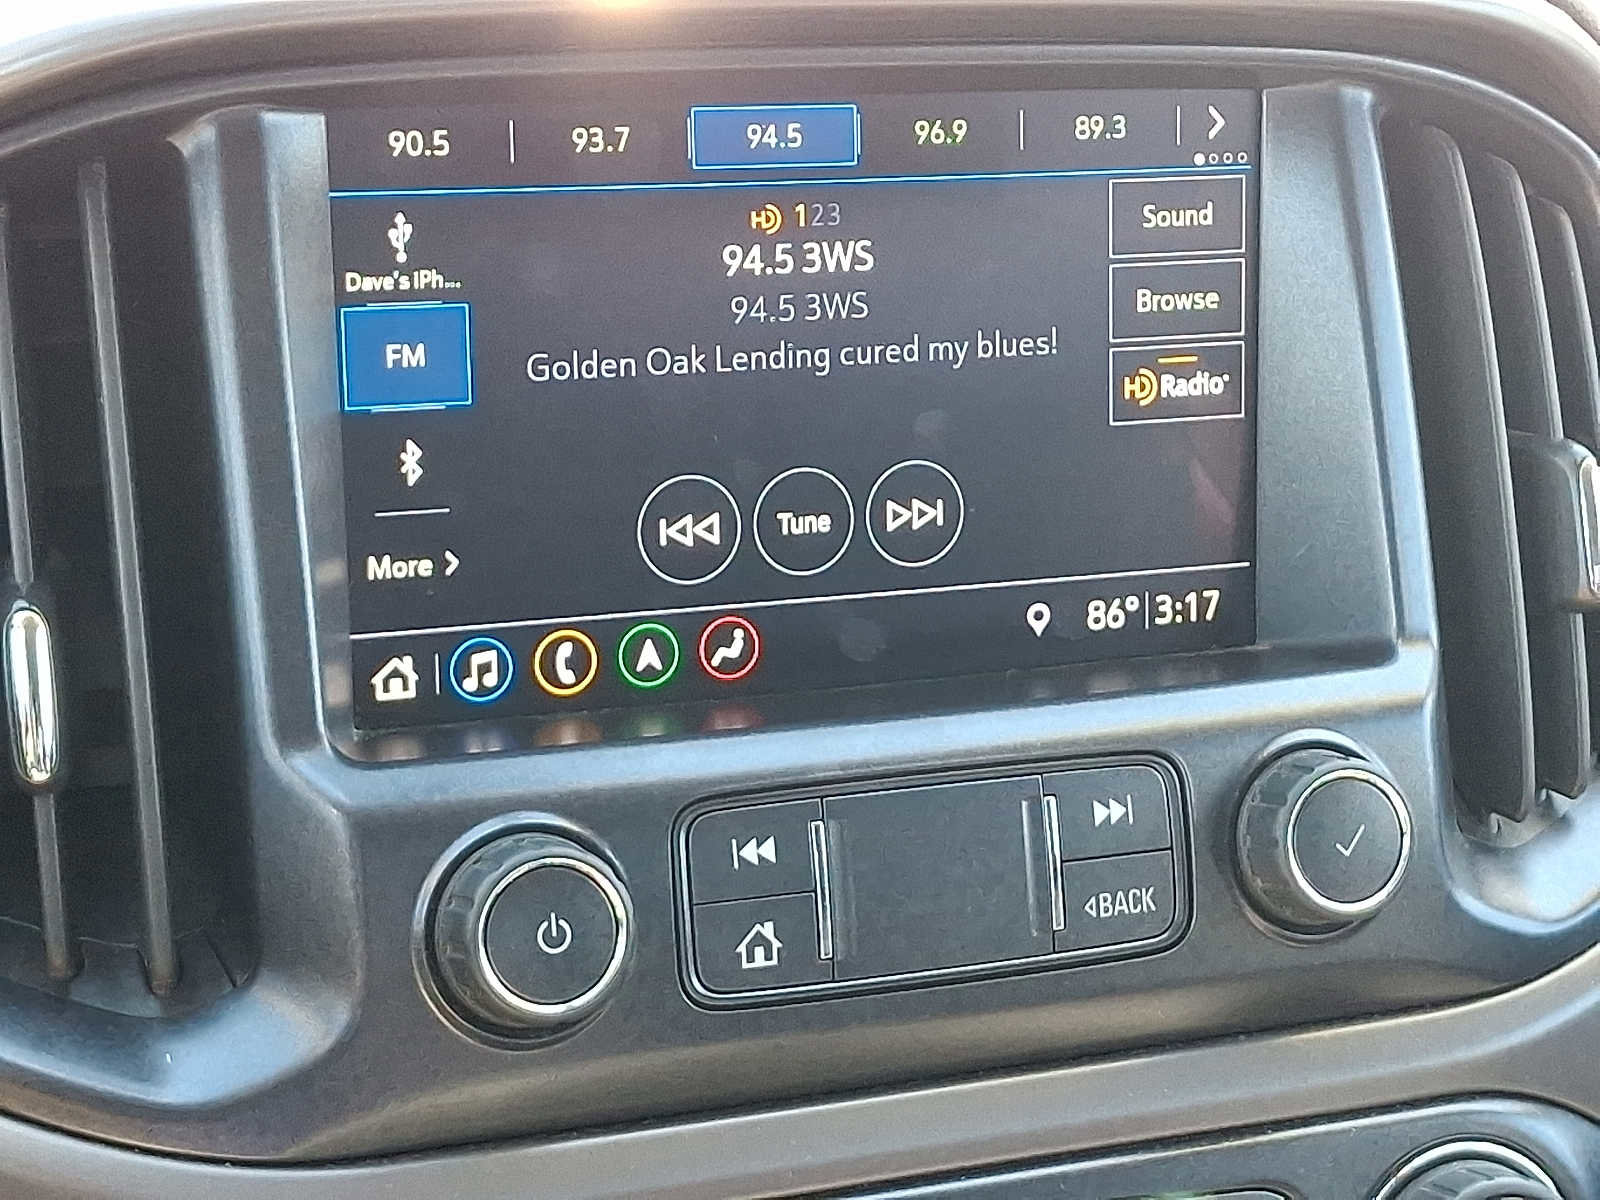 90.5 | 93.7 | 94.5 | 96.9 | 89.3 |
HD 123
94.5 3WS
94.5 3WS
Golden Oak Lending cured my blues!
Dave's iPh...
FM
More
Sound
Browse
HD Radio
Tune
86° | 3:17
BACK